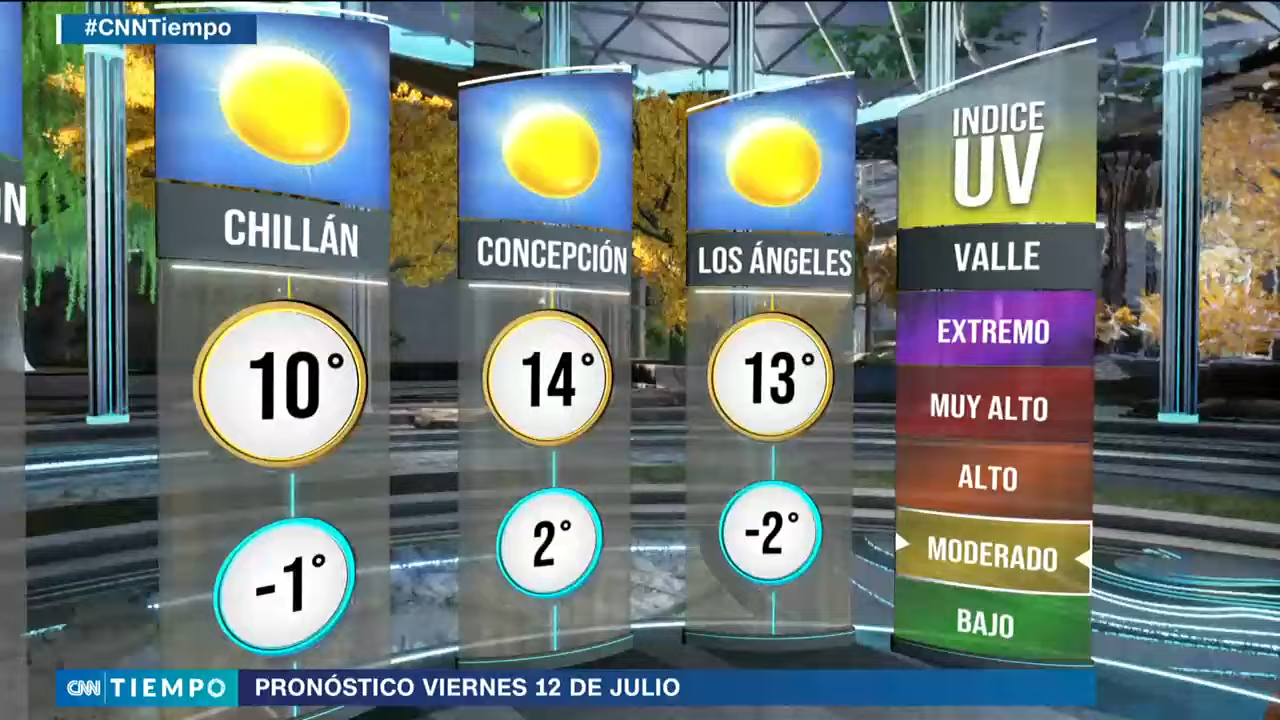 #CNNTiempo
ÓN
CHILLÁN
10°
-1°
CONCEPCIÓN
14°
2°
LOS ÁNGELES
13°
-2°
INDICE
UV
VALLE
EXTREMO
MUY ALTO
ALTO
MODERADO
BAJO
CNN TIEMPO
PRONÓSTICO VIERNES 12 DE JULIO